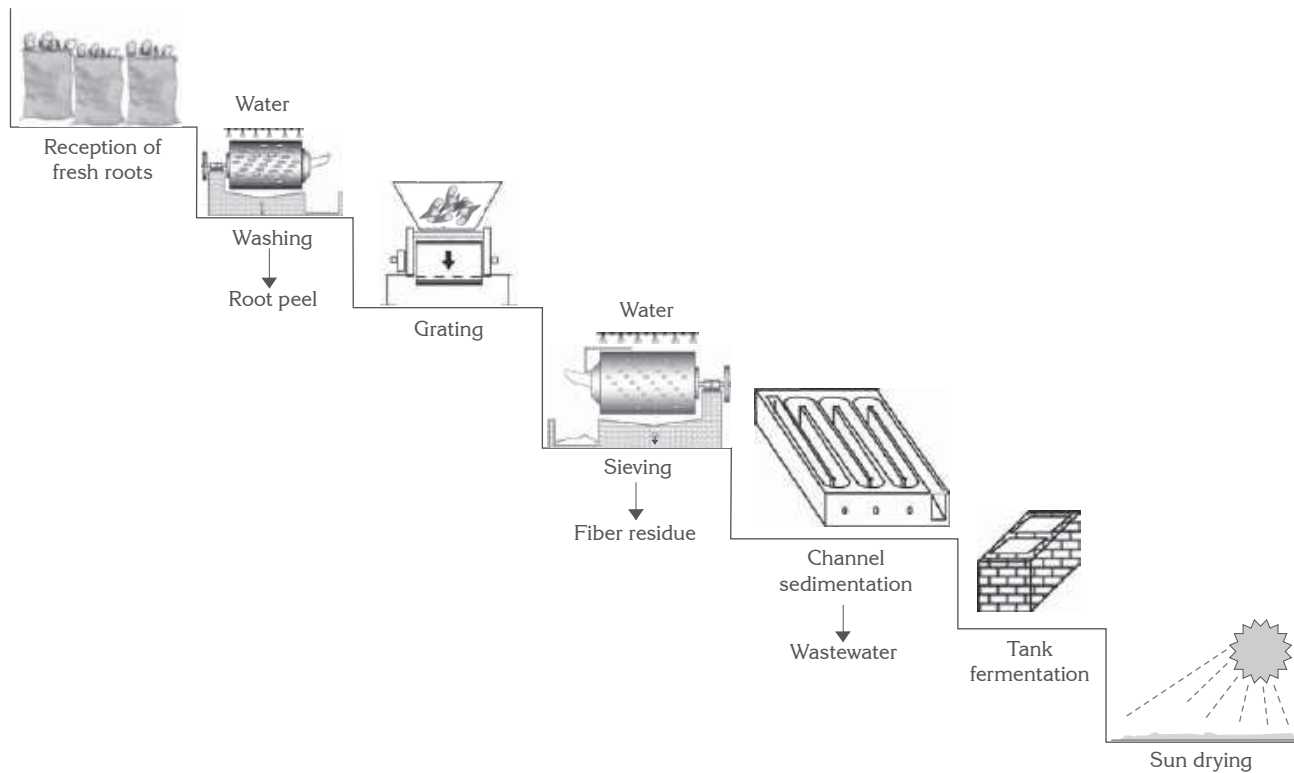 Reception of
fresh roots
Water
Washing
Root peel
Grating
Water
Sieving
Fiber residue
Channel
sedimentation
Wastewater
Tank
fermentation
Sun drying